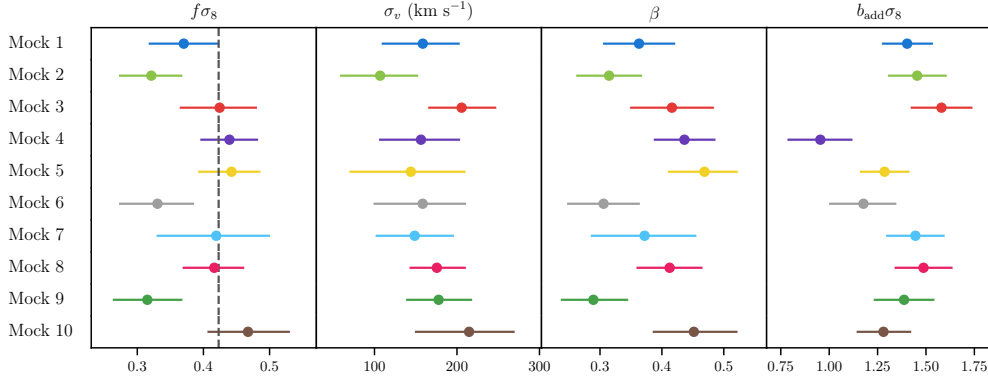 fσ₈ σᵥ (km s⁻¹) β b_addσ₈
Mock 1
Mock 2
Mock 3
Mock 4
Mock 5
Mock 6
Mock 7
Mock 8
Mock 9
Mock 10
0.3 0.4 0.5 100 200 300 0.3 0.4 0.5 0.75 1.00 1.25 1.50 1.75